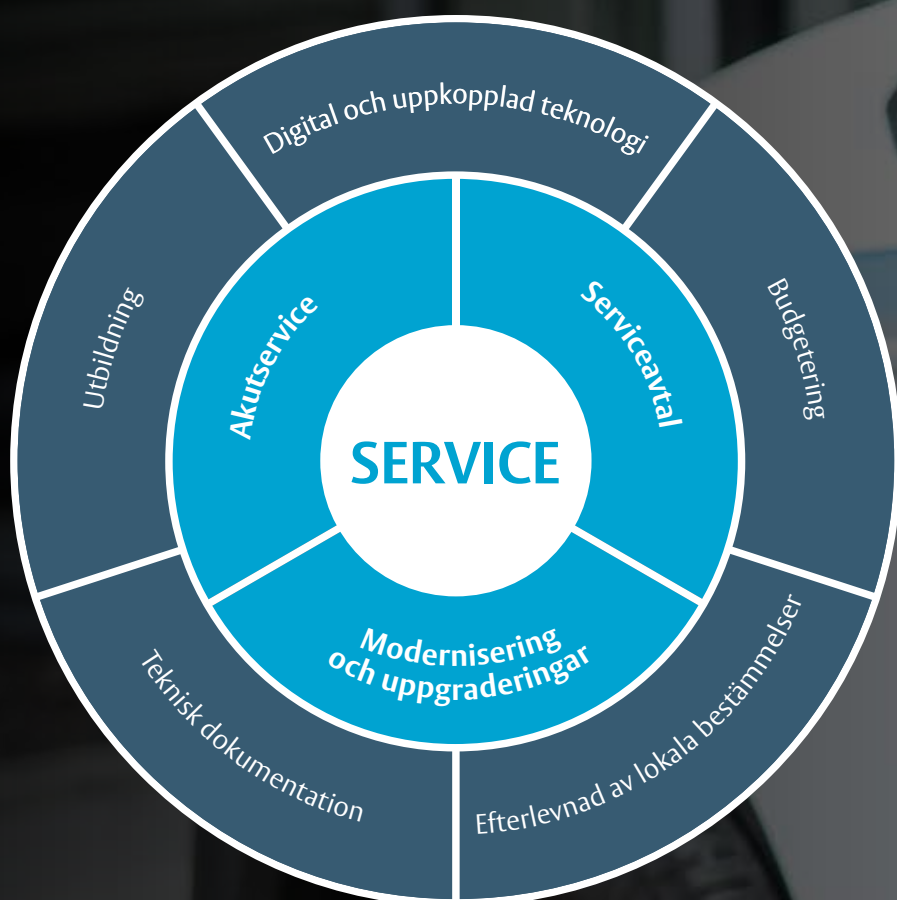 Digital och uppkopplad teknologi
Utbildning
Akutservice
Serviceavtal
Budgetering
SERVICE
Modernisering
och uppgraderingar
Teknisk dokumentation
Efterlevnad av lokala bestämmelser